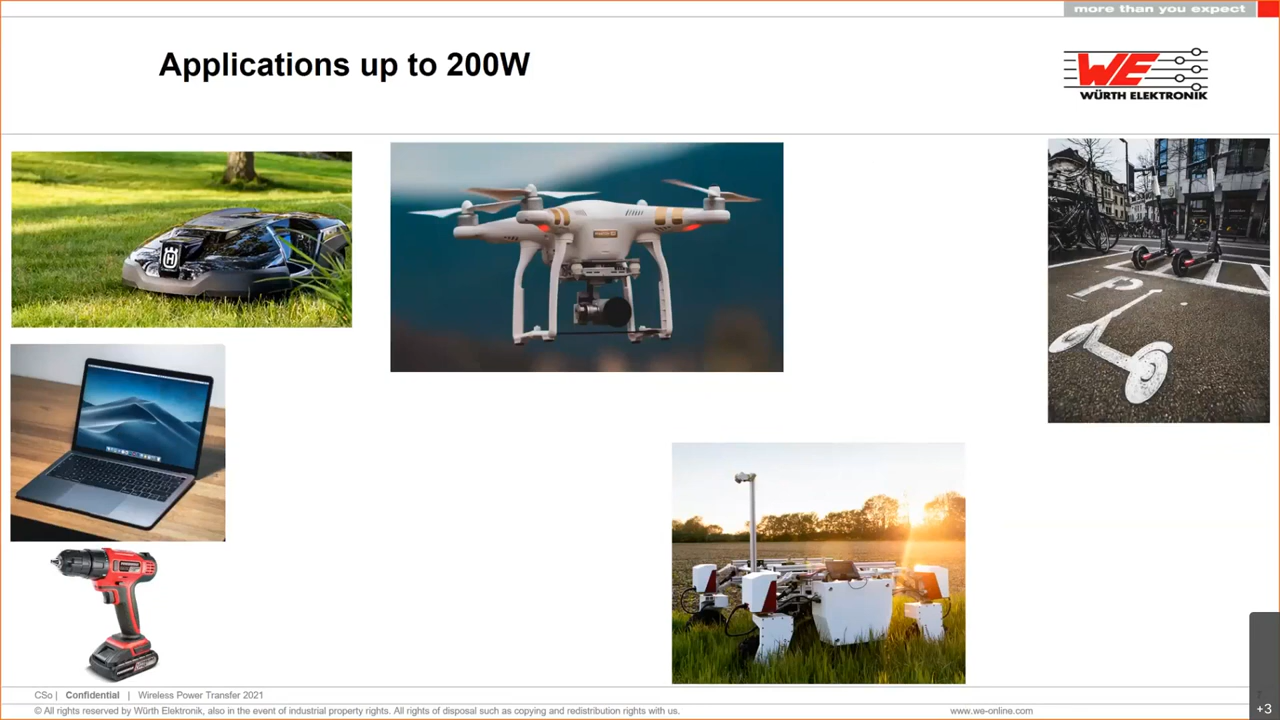 more than you expect
Applications up to 200W
WE
WÜRTH ELEKTRONIK
H
P
CSo | Confidential | Wireless Power Transfer 2021
© All rights reserved by Würth Elektronik, also in the event of industrial property rights. All rights of disposal such as copying and redistribution rights with us.
www.we-online.com
+3